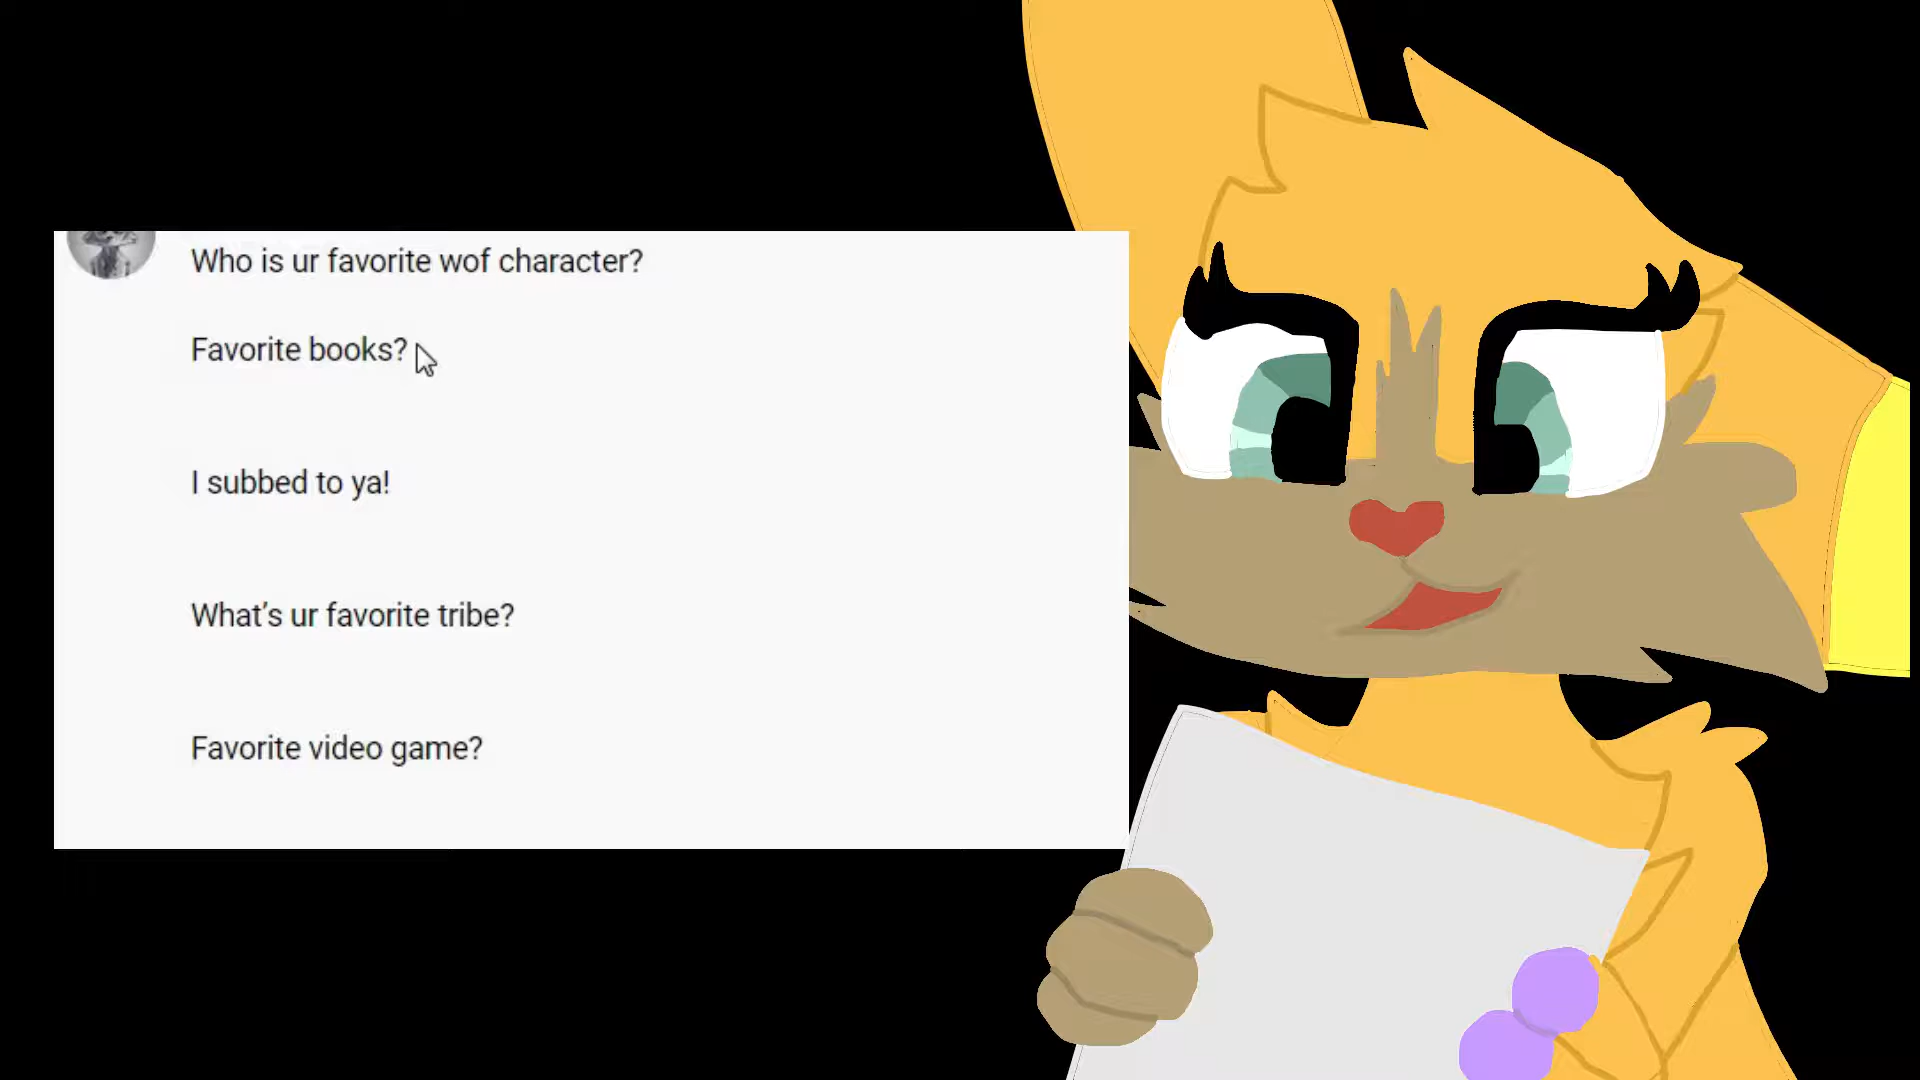 Who is ur favorite wof character?
Favorite books?
I subbed to ya!
What’s ur favorite tribe?
Favorite video game?